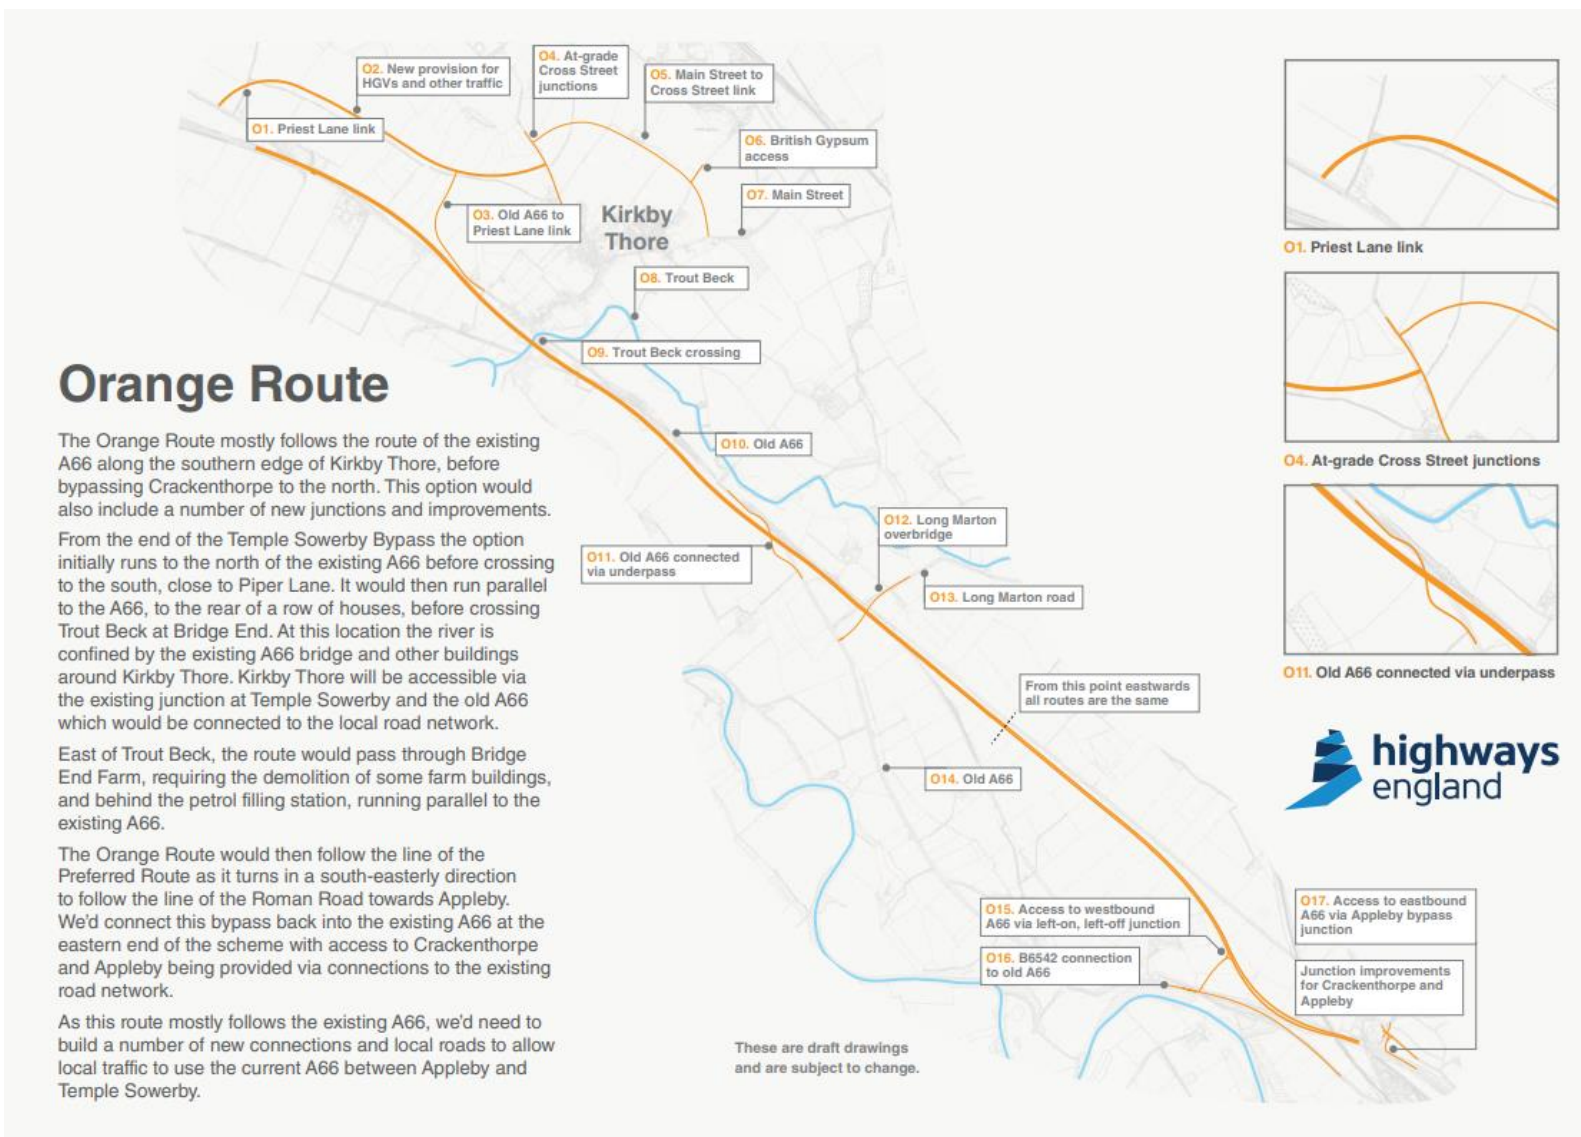 O2. New provision for
HGVs and other traffic
O4. At-grade
Cross Street
junctions
O5. Main Street to
Cross Street link
O1. Priest Lane link
O6. British Gypsum
access
O7. Main Street
O3. Old A66 to
Priest Lane link
Kirkby
Thore
O8. Trout Beck
O9. Trout Beck crossing
O10. Old A66
O12. Long Marton
overbridge
O11. Old A66 connected
via underpass
O13. Long Marton road
From this point eastwards
all routes are the same
O14. Old A66
O15. Access to westbound
A66 via left-on, left-off junction
O16. B6542 connection
to old A66
O17. Access to eastbound
A66 via Appleby bypass
junction
Junction improvements
for Crackenthorpe and
Appleby
These are draft drawings
and are subject to change.
Orange Route
The Orange Route mostly follows the route of the existing
A66 along the southern edge of Kirkby Thore, before
bypassing Crackenthorpe to the north. This option would
also include a number of new junctions and improvements.
From the end of the Temple Sowerby Bypass the option
initially runs to the north of the existing A66 before crossing
to the south, close to Piper Lane. It would then run parallel
to the A66, to the rear of a row of houses, before crossing
Trout Beck at Bridge End. At this location the river is
confined by the existing A66 bridge and other buildings
around Kirkby Thore. Kirkby Thore will be accessible via
the existing junction at Temple Sowerby and the old A66
which would be connected to the local road network.
East of Trout Beck, the route would pass through Bridge
End Farm, requiring the demolition of some farm buildings,
and behind the petrol filling station, running parallel to the
existing A66.
The Orange Route would then follow the line of the
Preferred Route as it turns in a south-easterly direction
to follow the line of the Roman Road towards Appleby.
We'd connect this bypass back into the existing A66 at the
eastern end of the scheme with access to Crackenthorpe
and Appleby being provided via connections to the existing
road network.
As this route mostly follows the existing A66, we'd need to
build a number of new connections and local roads to allow
local traffic to use the current A66 between Appleby and
Temple Sowerby.
O1. Priest Lane link
O4. At-grade Cross Street junctions
O11. Old A66 connected via underpass
highways
england